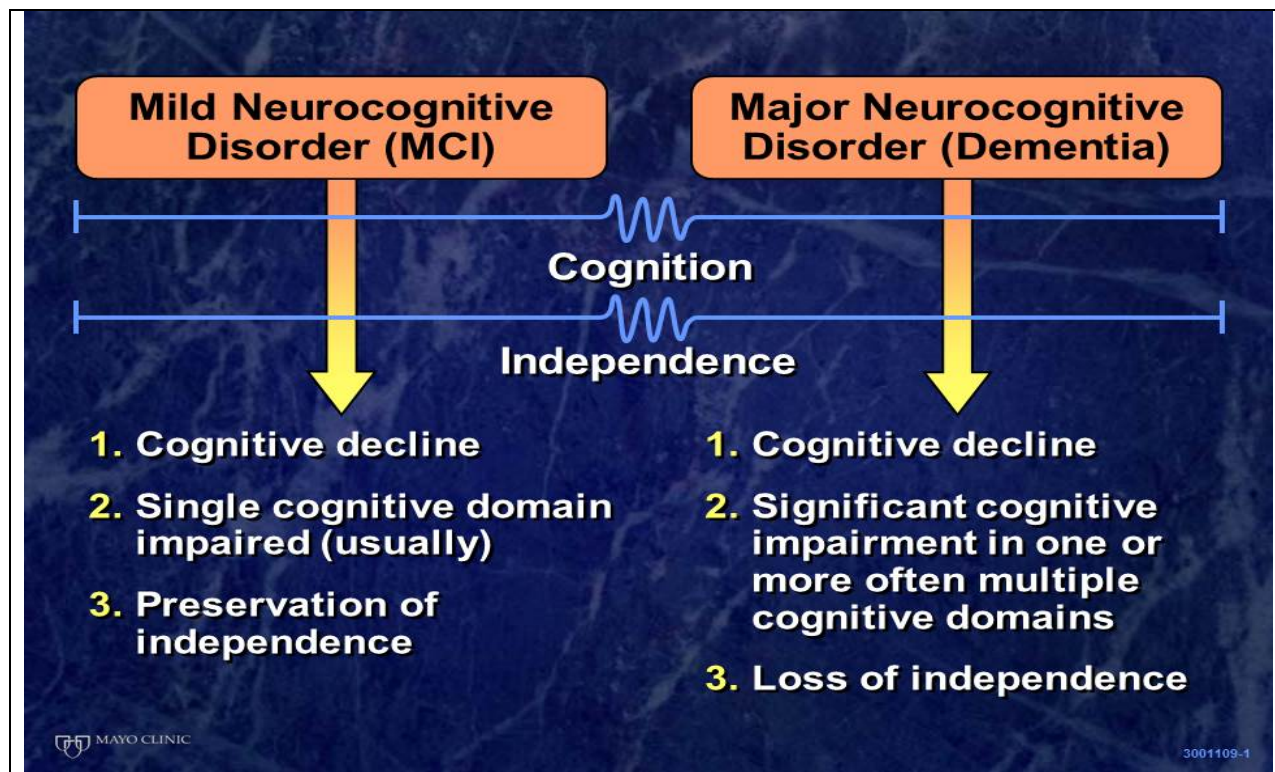 Mild Neurocognitive
Disorder (MCI)
Major Neurocognitive
Disorder (Dementia)
Cognition
Independence
1. Cognitive decline
2. Single cognitive domain
impaired (usually)
3. Preservation of
independence
1. Cognitive decline
2. Significant cognitive
impairment in one or
more often multiple
cognitive domains
3. Loss of independence
MAYO CLINIC
3001109-1